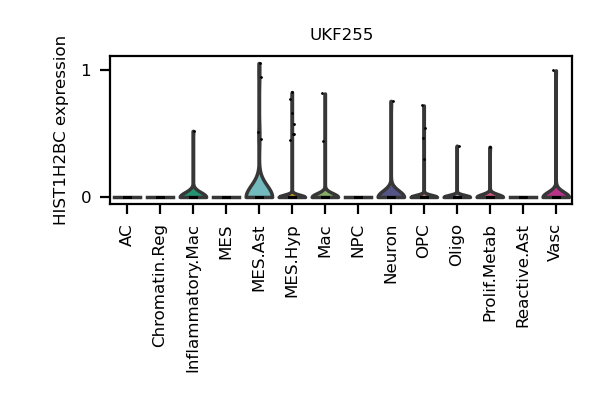 UKF255
HIST1H2BC expression
1
0
AC
Chromatin.Reg
Inflammatory.Mac
MES
MES.Ast
MES.Hyp
Mac
NPC
Neuron
OPC
Oligo
Prolif.Metab
Reactive.Ast
Vasc